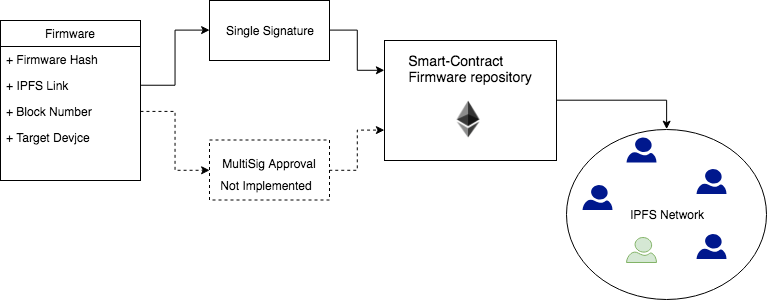 Firmware
+ Firmware Hash
+ IPFS Link
+ Block Number
+ Target Devjce
Single Signature
MultiSig Approval
Not Implemented
Smart-Contract
Firmware repository
IPFS Network